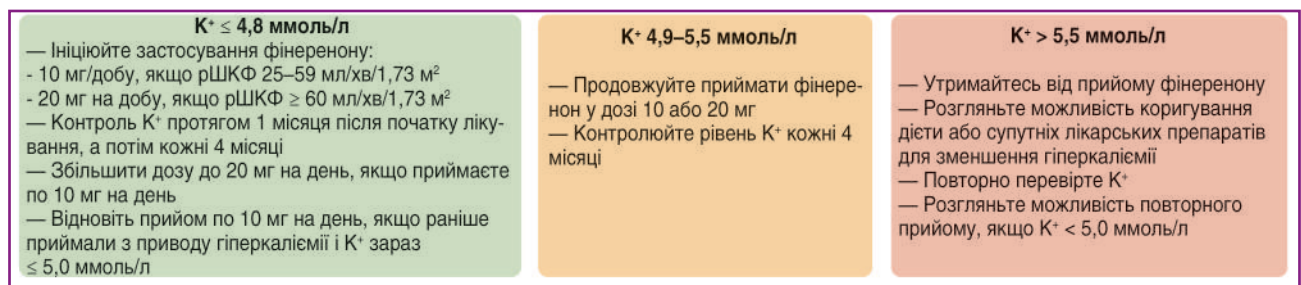 K⁺ ≤ 4,8 ммоль/л
— Ініціюйте застосування фінеренону:
- 10 мг/добу, якщо рШКФ 25–59 мл/хв/1,73 м²
- 20 мг на добу, якщо рШКФ ≥ 60 мл/хв/1,73 м²
— Контроль K⁺ протягом 1 місяця після початку ліку-
вання, а потім кожні 4 місяці
— Збільшити дозу до 20 мг на день, якщо приймаєте
по 10 мг на день
— Відновіть прийом по 10 мг на день, якщо раніше
приймали з приводу гіперкаліємії і K⁺ зараз
≤ 5,0 ммоль/л
K⁺ 4,9–5,5 ммоль/л
— Продовжуйте приймати фінере-
нон у дозі 10 або 20 мг
— Контролюйте рівень K⁺ кожні 4
місяці
K⁺ > 5,5 ммоль/л
— Утримайтесь від прийому фінеренону
— Розгляньте можливість коригування
дієти або супутніх лікарських препаратів
для зменшення гіперкаліємії
— Повторно перевірте K⁺
— Розгляньте можливість повторного
прийому, якщо K⁺ < 5,0 ммоль/л